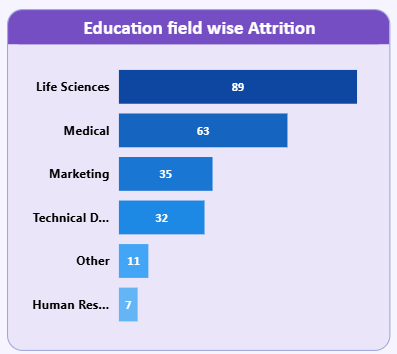 Education field wise Attrition
Life Sciences 89
Medical 63
Marketing 35
Technical D... 32
Other 11
Human Res... 7